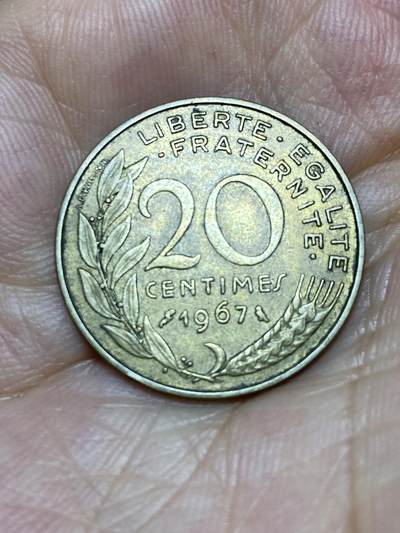 LIBERTE · EGALITE
· FRATERNITE ·
20
CENTIMES
1967